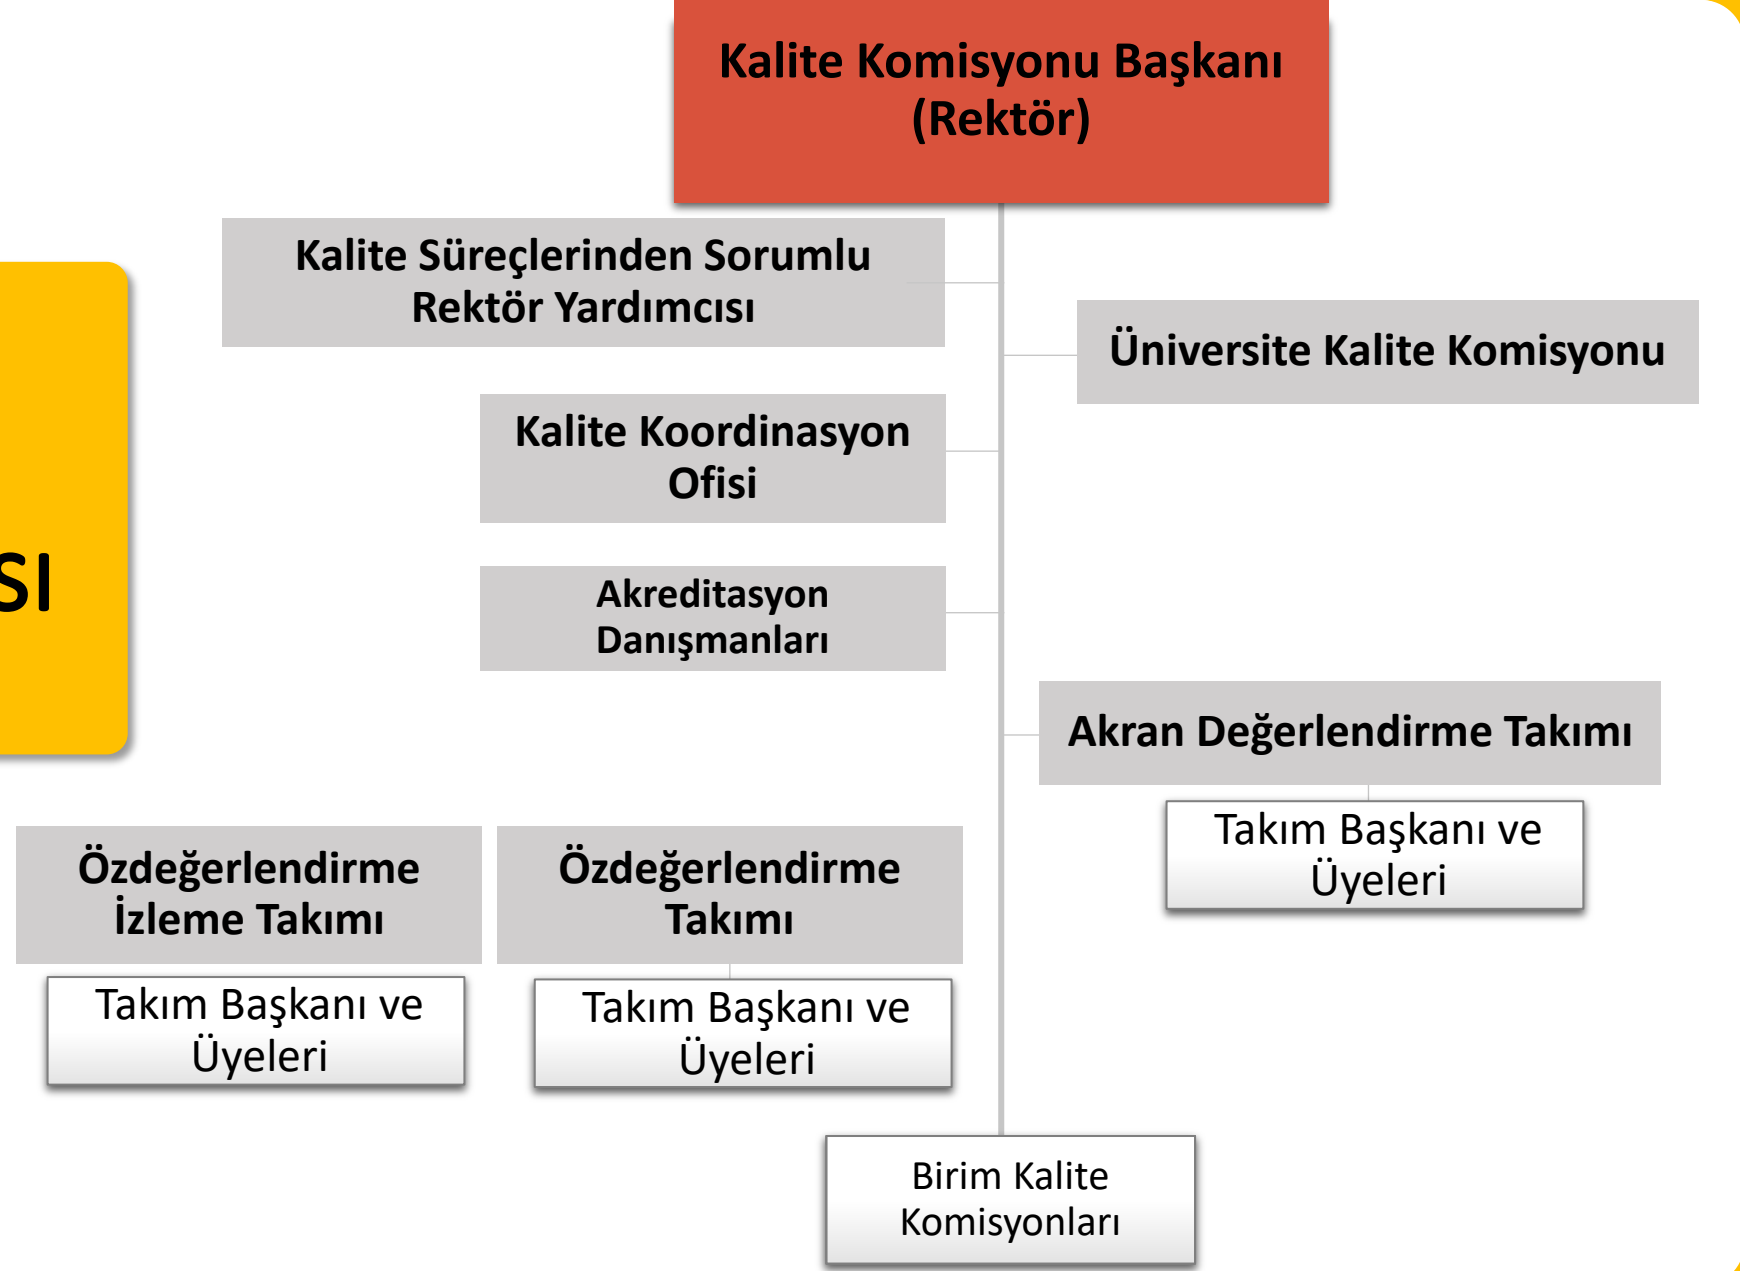 Kalite Komisyonu Başkanı
(Rektör)
Kalite Süreçlerinden Sorumlu
Rektör Yardımcısı
Üniversite Kalite Komisyonu
Kalite Koordinasyon
Ofisi
SI
Akreditasyon
Danışmanları
Akran Değerlendirme Takımı
Takım Başkanı ve
Üyeleri
Özdeğerlendirme
İzleme Takımı
Özdeğerlendirme
Takımı
Takım Başkanı ve
Üyeleri
Takım Başkanı ve
Üyeleri
Birim Kalite
Komisyonları